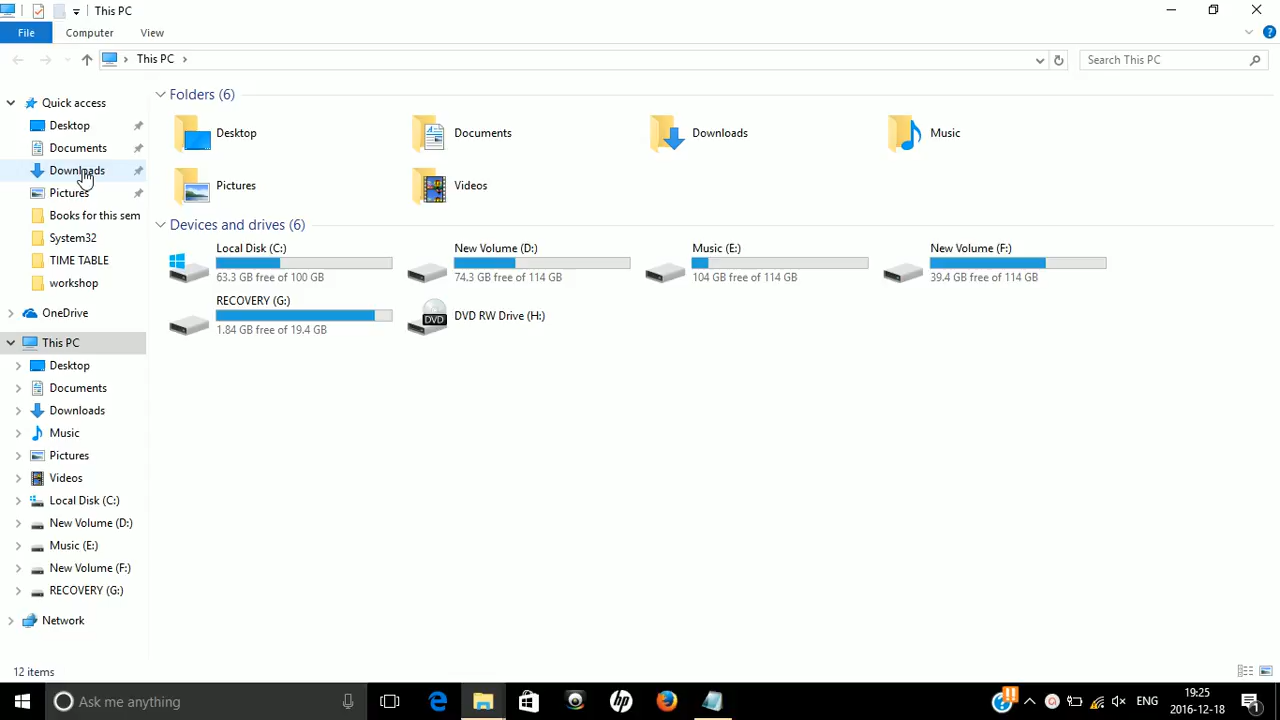 This PC
File
Computer
View
This PC
Search This PC
Quick access
Desktop
Documents
Downloads
Pictures
Books for this sem
System32
TIME TABLE
workshop
OneDrive
This PC
Desktop
Documents
Downloads
Music
Pictures
Videos
Local Disk (C:)
New Volume (D:)
Music (E:)
New Volume (F:)
RECOVERY (G:)
Network
Folders (6)
Desktop
Documents
Downloads
Music
Pictures
Videos
Devices and drives (6)
Local Disk (C:)
63.3 GB free of 100 GB
New Volume (D:)
74.3 GB free of 114 GB
Music (E:)
104 GB free of 114 GB
New Volume (F:)
39.4 GB free of 114 GB
RECOVERY (G:)
1.84 GB free of 19.4 GB
DVD
DVD RW Drive (H:)
12 items
Ask me anything
hp
ENG
19:25
2016-12-18
1